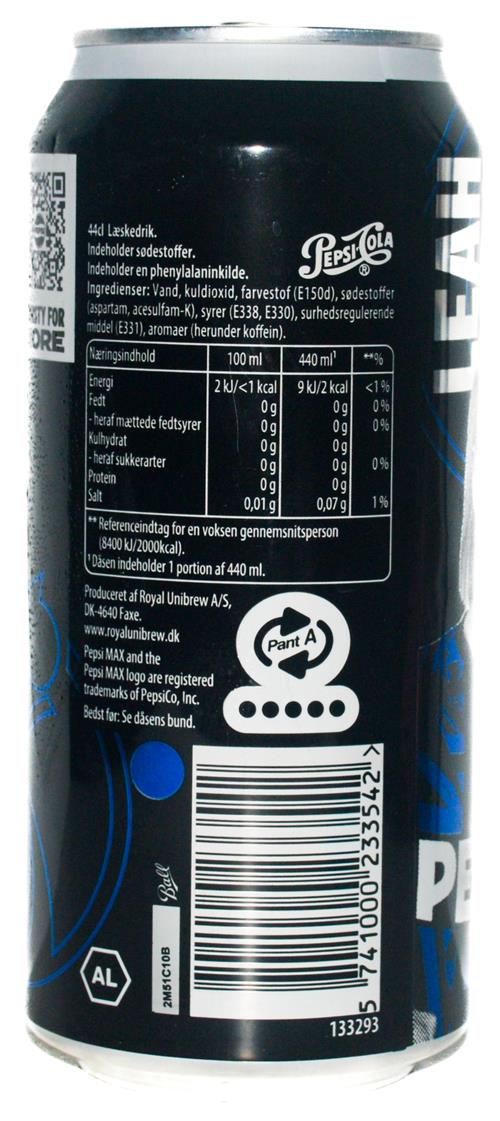 44cl Læskedrik.
Indeholder sødestoffer.
Indeholder en phenylalaninkilde.
PEPSI-COLA
®
Ingredienser: Vand, kuldioxid, farvestof (E150d), sødestoffer
(aspartam, acesulfam-K), syrer (E338, E330), surhedsregulerende
middel (E331), aromaer (herunder koffein).
Næringsindhold 100 ml 440 ml¹ **%
Energi 2 kJ/<1 kcal 9 kJ/2 kcal <1%
Fedt 0 g 0 g 0%
- heraf mættede fedtsyrer 0 g 0 g 0%
Kulhydrat 0 g 0 g
- heraf sukkerarter 0 g 0 g 0%
Protein 0 g 0 g
Salt 0,01 g 0,07 g 1%
** Referenceindtag for en voksen gennemsnitsperson
(8400 kJ/2000kcal).
¹ Dåsen indeholder 1 portion af 440 ml.
Produceret af Royal Unibrew A/S,
DK-4640 Faxe.
www.royalunibrew.dk
Pepsi MAX and the
Pepsi MAX logo are registered
trademarks of PepsiCo, Inc.
Bedst før: Se dåsens bund.
Pant A
Ball
2M51C10B
AL
5 741000 233542 >
133293
LEAH
PE
FOR
ORE